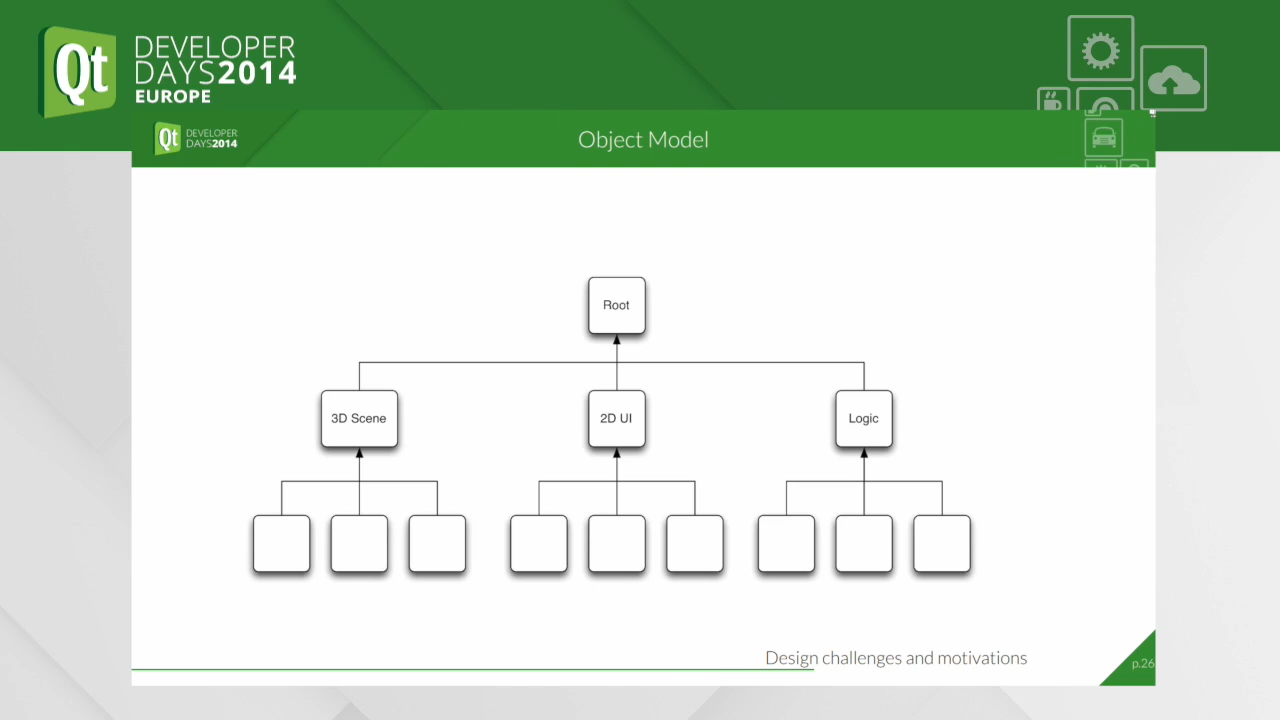 Qt
DEVELOPER
DAYS2014
EUROPE
Qt
DEVELOPER
DAYS2014
Object Model
Root
3D Scene
2D UI
Logic
Design challenges and motivations
p.26